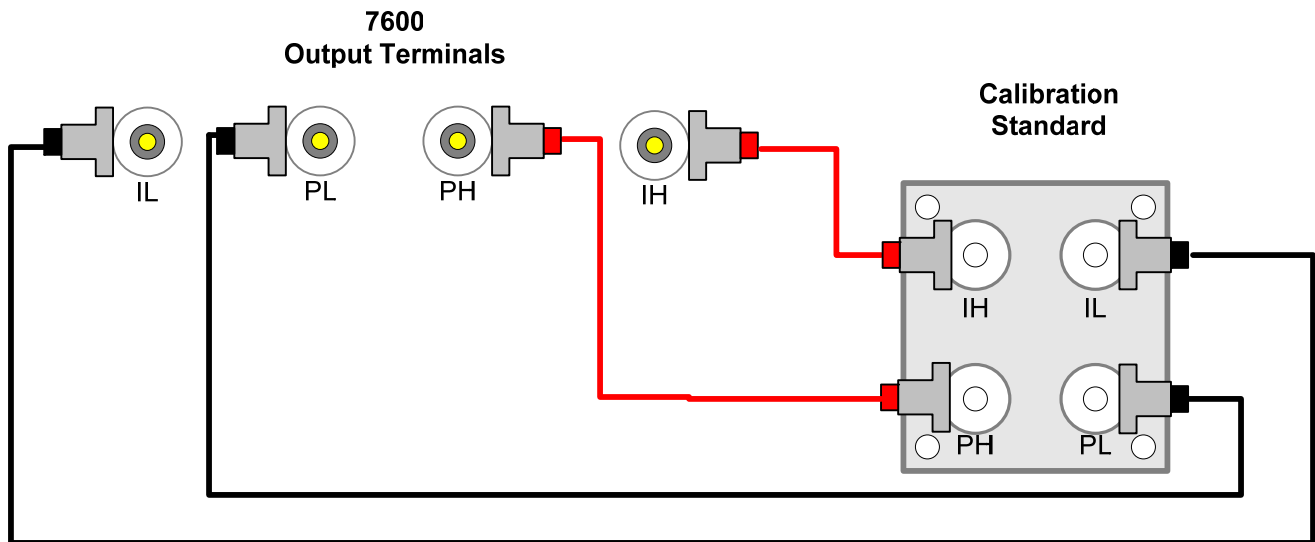 7600
Output Terminals
Calibration
Standard
IL
PL
PH
IH
IH
IL
PH
PL